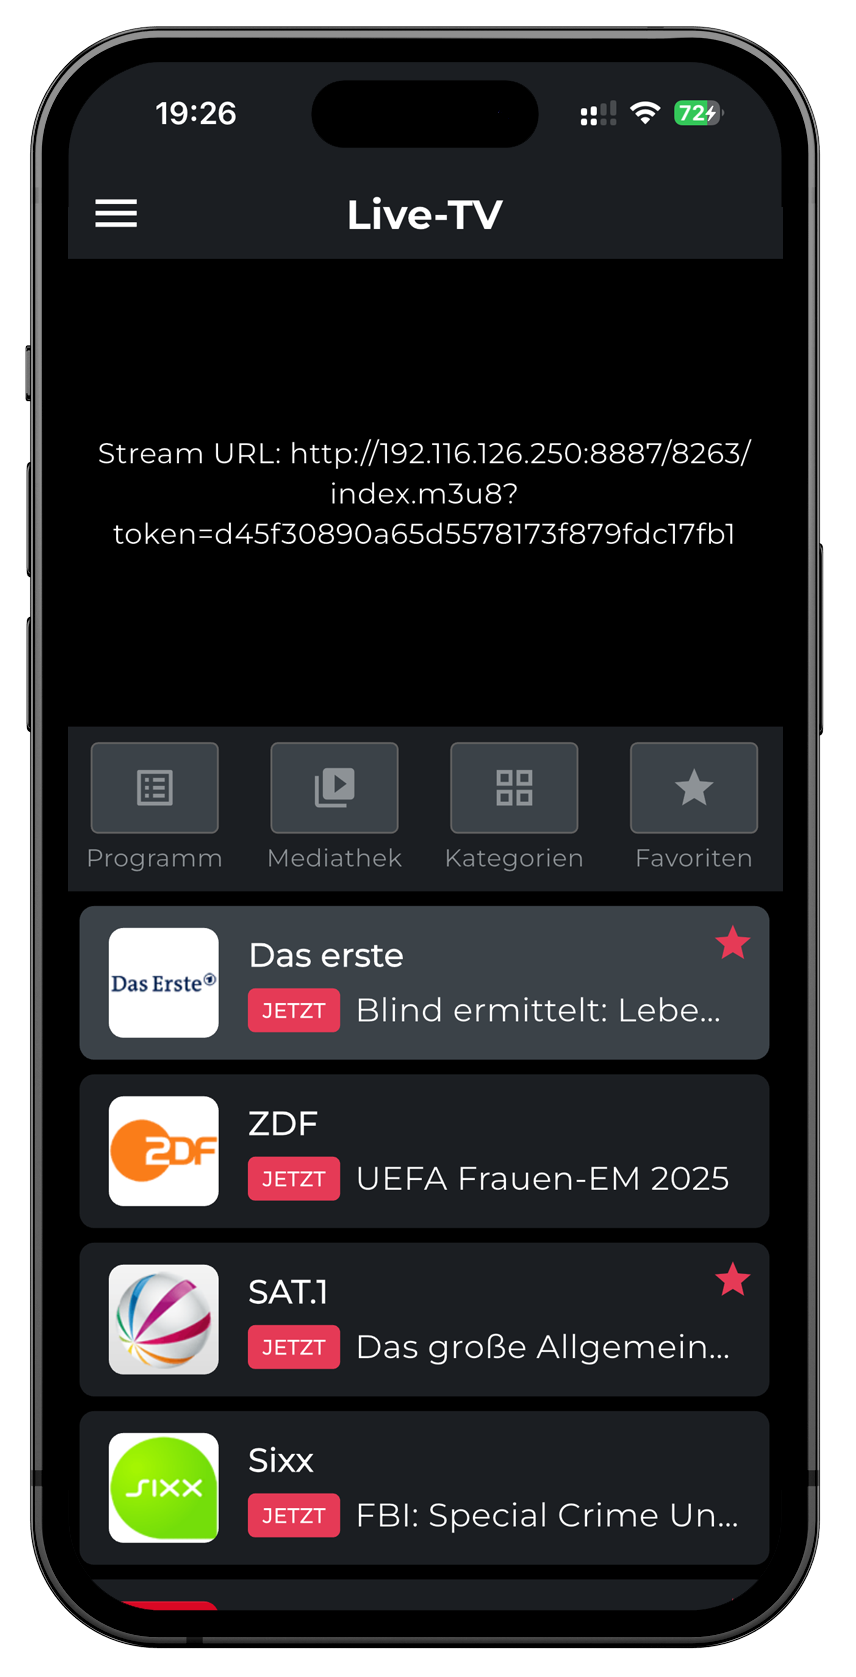 19:26
72
Live-TV
Stream URL: http://192.116.126.250:8887/8263/
index.m3u8?
token=d45f30890a65d5578173f879fdc17fb1
Programm
Mediathek
Kategorien
Favoriten
Das Erste
Das erste
JETZT Blind ermittelt: Lebe...
ZDF
ZDF
JETZT UEFA Frauen-EM 2025
SAT.1
JETZT Das große Allgemein...
sixx
Sixx
JETZT FBI: Special Crime Un...